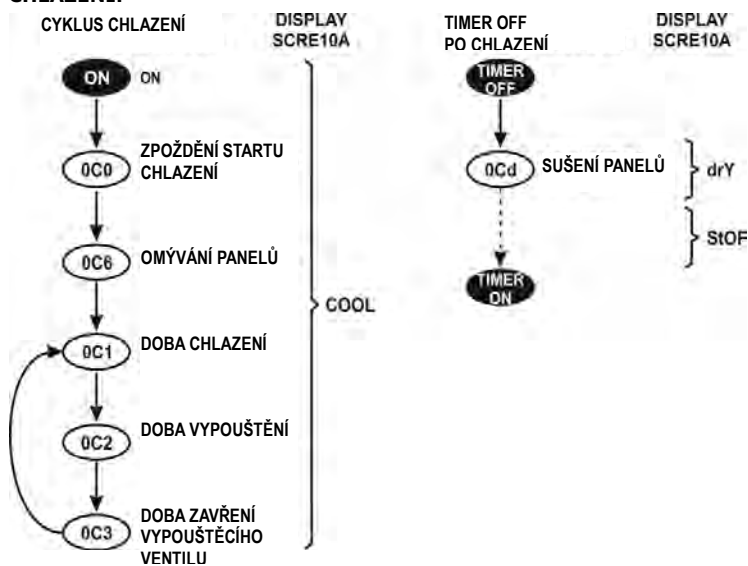 CHLAZENÍ:
CYKLUS CHLAZENÍ
DISPLAY
SCRE10A
ON
ON
0C0
ZPOŽDĚNÍ STARTU
CHLAZENÍ
0C6
OMÝVÁNÍ PANELŮ
0C1
DOBA CHLAZENÍ
0C2
DOBA VYPOUŠTĚNÍ
0C3
DOBA ZAVŘENÍ
VYPOUŠTĚCÍHO
VENTILU
COOL
TIMER OFF
PO CHLAZENÍ
DISPLAY
SCRE10A
TIMER
OFF
0Cd
SUŠENÍ PANELŮ
drY
StOF
TIMER
ON